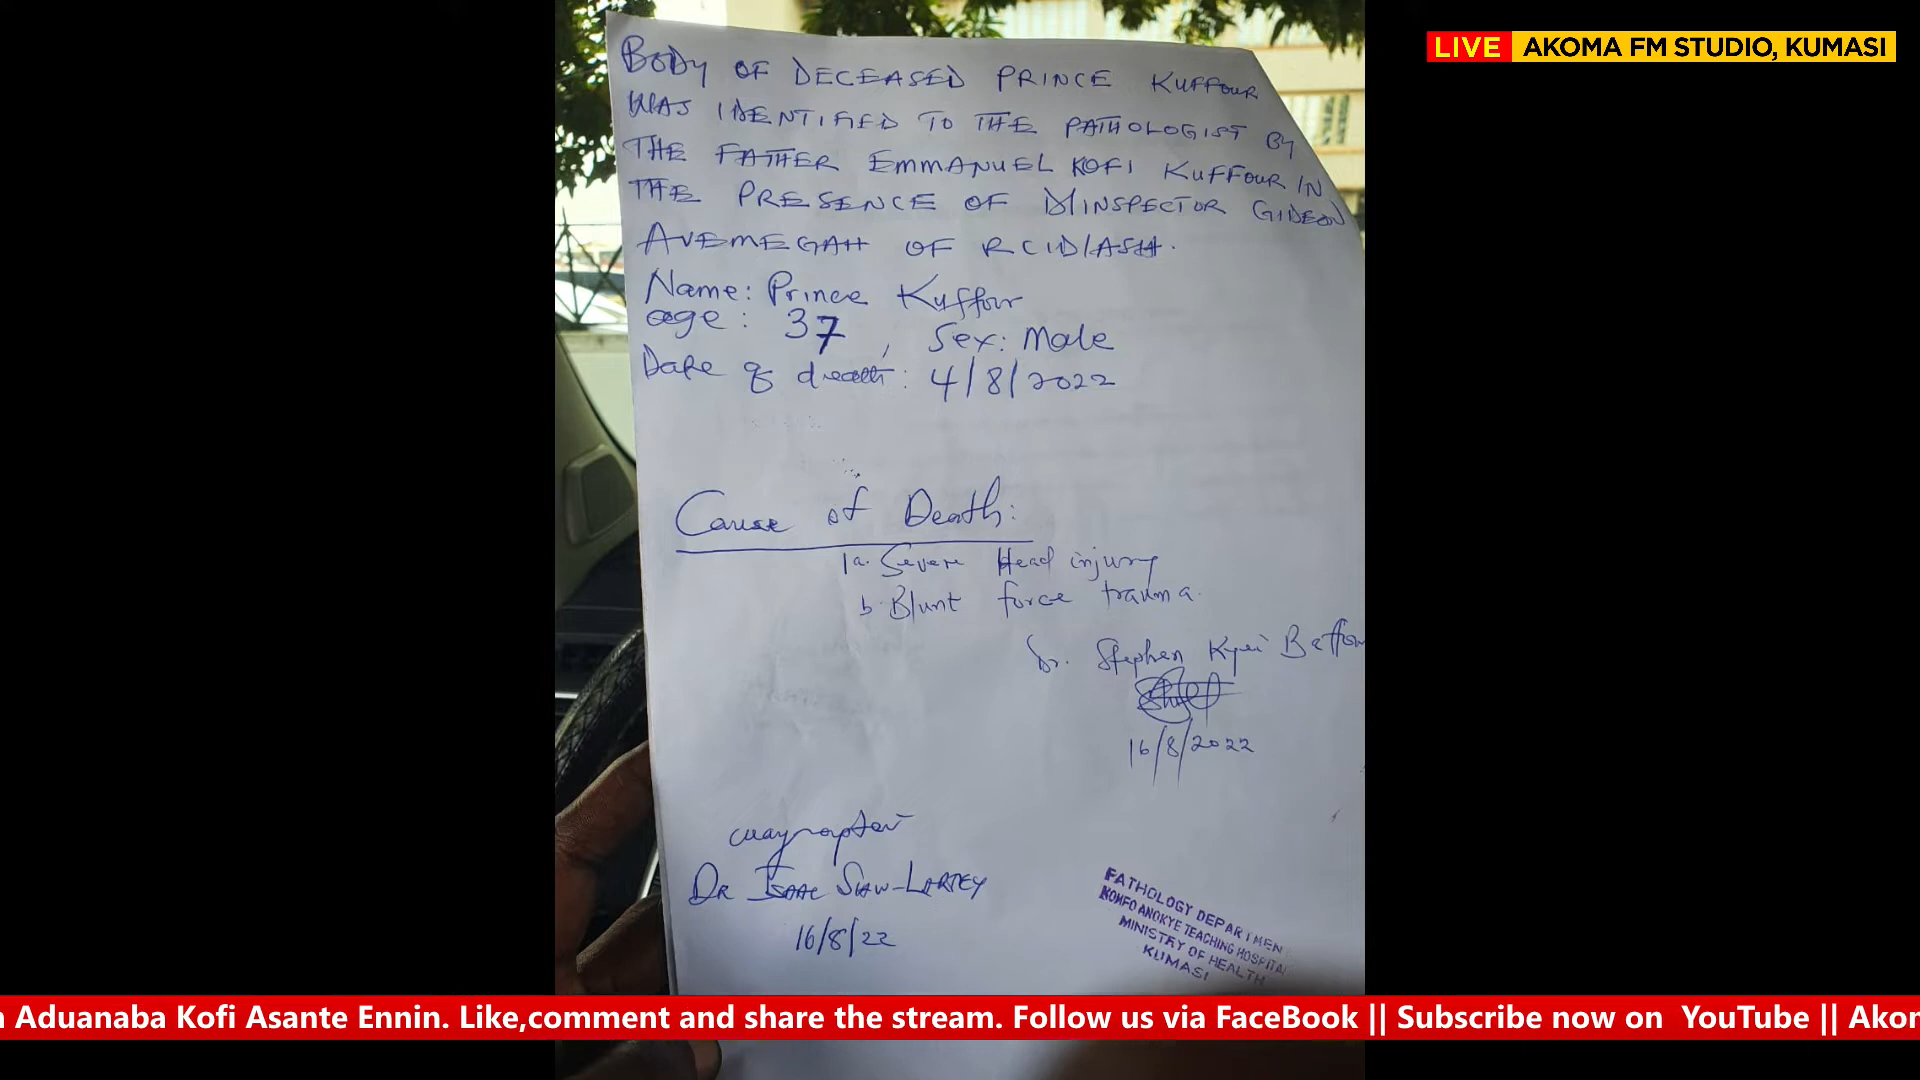 LIVE AKOMA FM STUDIO, KUMASI
BODY OF DECEASED PRINCE KUFFOUR
WAS IDENTIFIED TO THE PATHOLOGIST BY
THE FATHER EMMANUEL KOFI KUFFOUR IN
THE PRESENCE OF D/INSPECTOR GIDEON
AVEMEGAH OF RCID/ASH.
Name: Prince Kuffour
age: 37, Sex: Male
Date of death: 4/8/2022
Cause of Death:
1a. Severe Head injury
b. Blunt force trauma
Dr. Stephen Kyei
16/8/2022
DR ISAAC SIAW-LARTEY
16/8/22
PATHOLOGY DEPARTMEN
KOMFO ANOKYE TEACHING HOSPITA
MINISTRY OF HEALTH
KUMASI
Aduanaba Kofi Asante Ennin. Like,comment and share the stream. Follow us via FaceBook || Subscribe now on YouTube || Akor